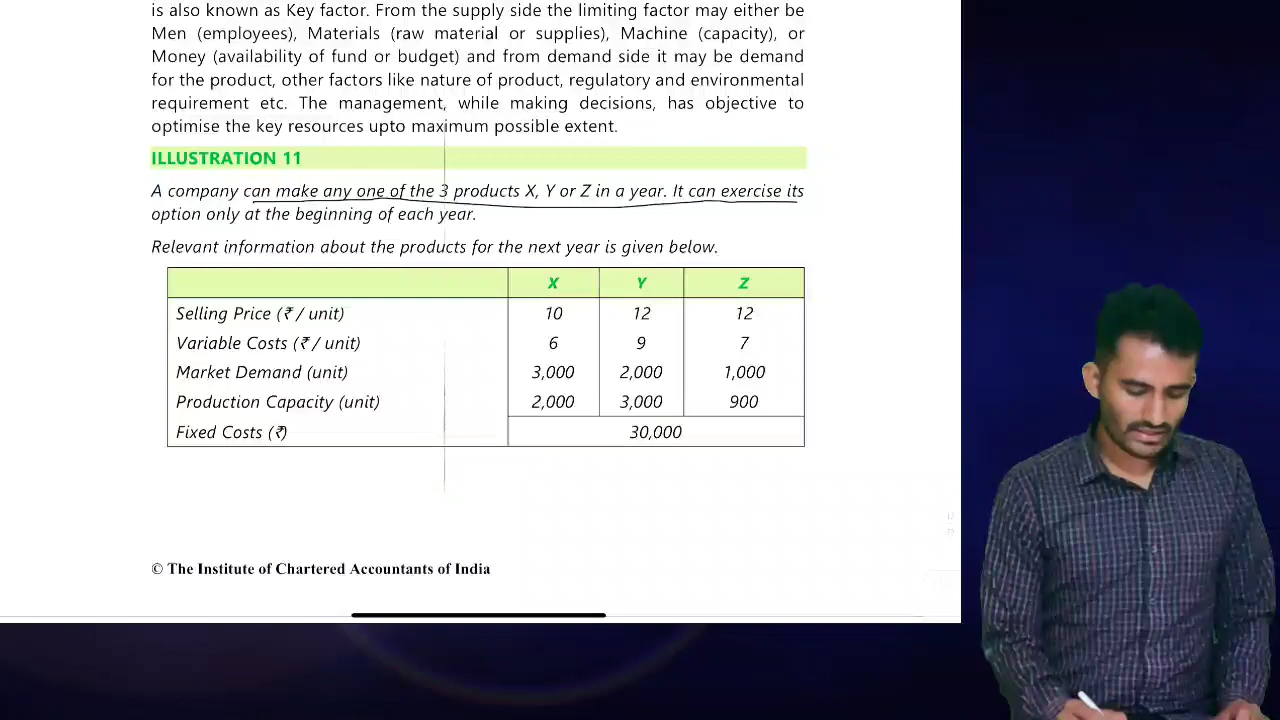 is also known as Key factor. From the supply side the limiting factor may either be
Men (employees), Materials (raw material or supplies), Machine (capacity), or
Money (availability of fund or budget) and from demand side it may be demand
for the product, other factors like nature of product, regulatory and environmental
requirement etc. The management, while making decisions, has objective to
optimise the key resources upto maximum possible extent.
ILLUSTRATION 11
A company can make any one of the 3 products X, Y or Z in a year. It can exercise its
option only at the beginning of each year.
Relevant information about the products for the next year is given below.
X Y Z
Selling Price (₹ / unit) 10 12 12
Variable Costs (₹ / unit) 6 9 7
Market Demand (unit) 3,000 2,000 1,000
Production Capacity (unit) 2,000 3,000 900
Fixed Costs (₹) 30,000
© The Institute of Chartered Accountants of India